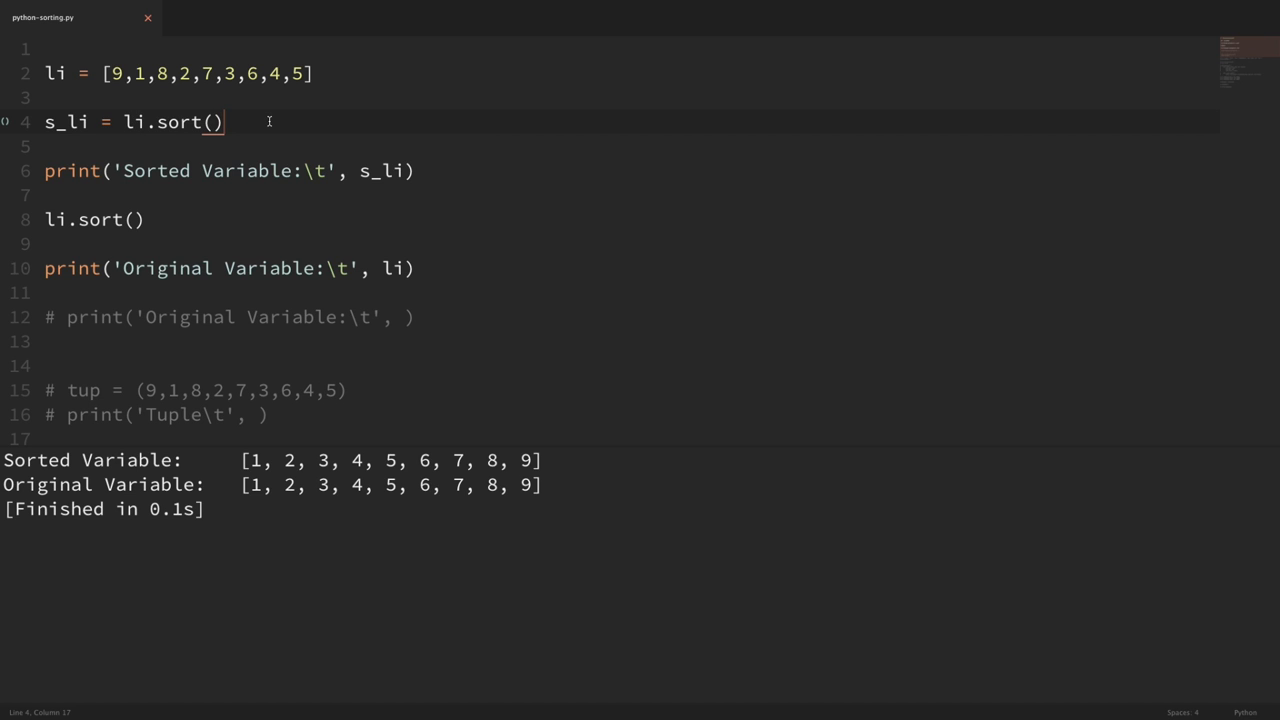 python-sorting.py ×
1
2 li = [9,1,8,2,7,3,6,4,5]
3
() 4 s_li = li.sort()
5
6 print('Sorted Variable:\t', s_li)
7
8 li.sort()
9
10 print('Original Variable:\t', li)
11
12 # print('Original Variable:\t', )
13
14
15 # tup = (9,1,8,2,7,3,6,4,5)
16 # print('Tuple\t', )
17
Sorted Variable: [1, 2, 3, 4, 5, 6, 7, 8, 9]
Original Variable: [1, 2, 3, 4, 5, 6, 7, 8, 9]
[Finished in 0.1s]
Line 4, Column 17 Spaces: 4 Python